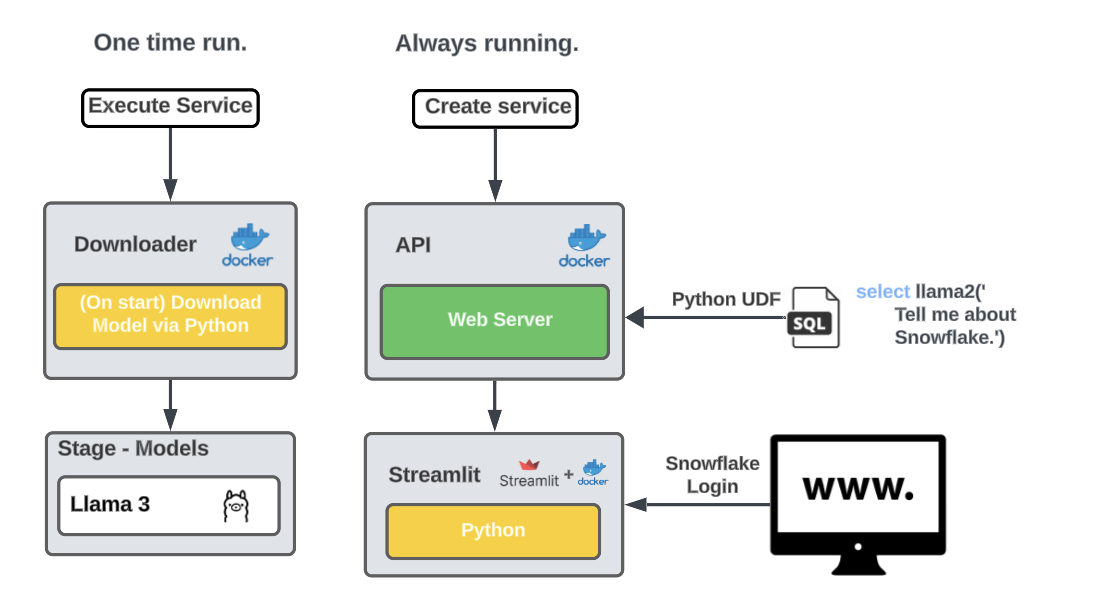 One time run.
Always running.
Execute Service
Create service
Downloader
docker
(On start) Download
Model via Python
API
docker
Web Server
Python UDF
SQL
select llama2('
Tell me about
Snowflake.')
Stage - Models
Llama 3
Streamlit
Streamlit + docker
Python
Snowflake
Login
www.